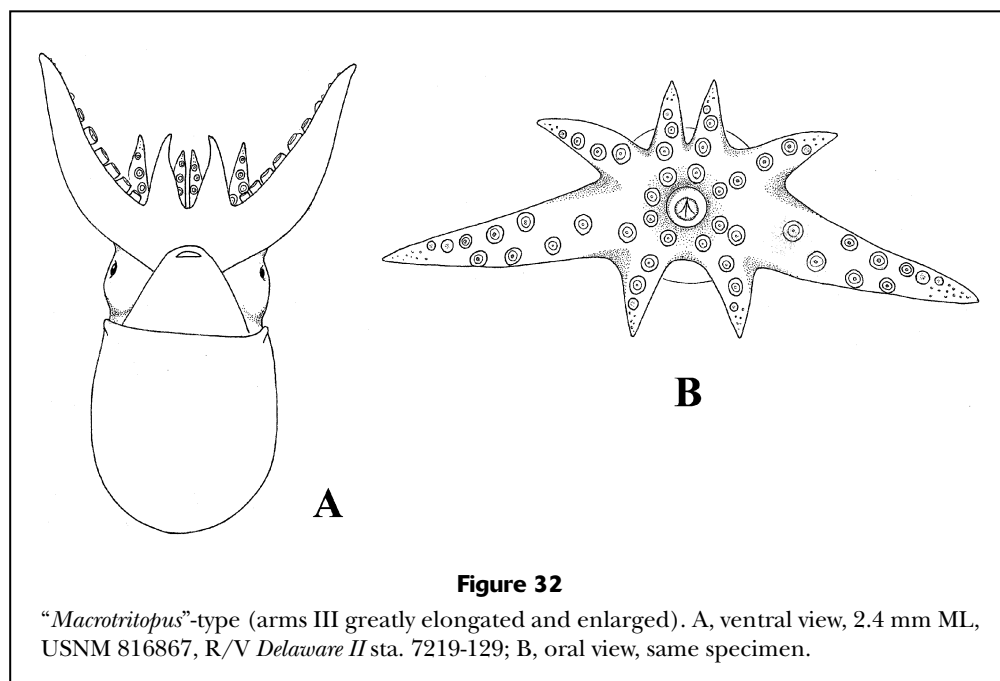 A
B
Figure 32
“Macrotritopus”-type (arms III greatly elongated and enlarged). A, ventral view, 2.4 mm ML,
USNM 816867, R/V Delaware II sta. 7219-129; B, oral view, same specimen.